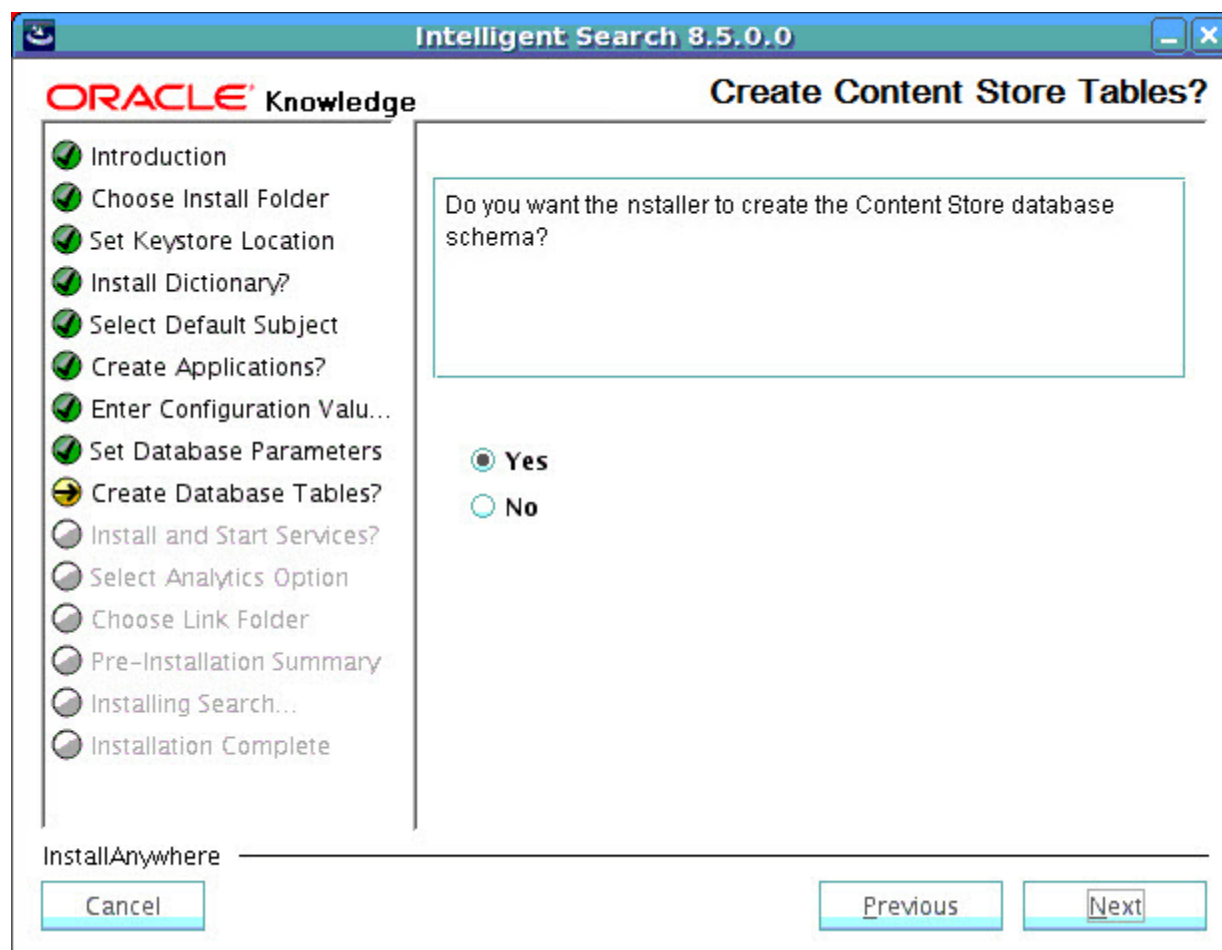 Intelligent Search 8.5.0.0
ORACLE Knowledge
Create Content Store Tables?
Introduction
Choose Install Folder
Set Keystore Location
Install Dictionary?
Select Default Subject
Create Applications?
Enter Configuration Valu...
Set Database Parameters
Create Database Tables?
Install and Start Services?
Select Analytics Option
Choose Link Folder
Pre-Installation Summary
Installing Search...
Installation Complete
Do you want the nstaller to create the Content Store database
schema?
Yes
No
InstallAnywhere
Cancel
Previous
Next